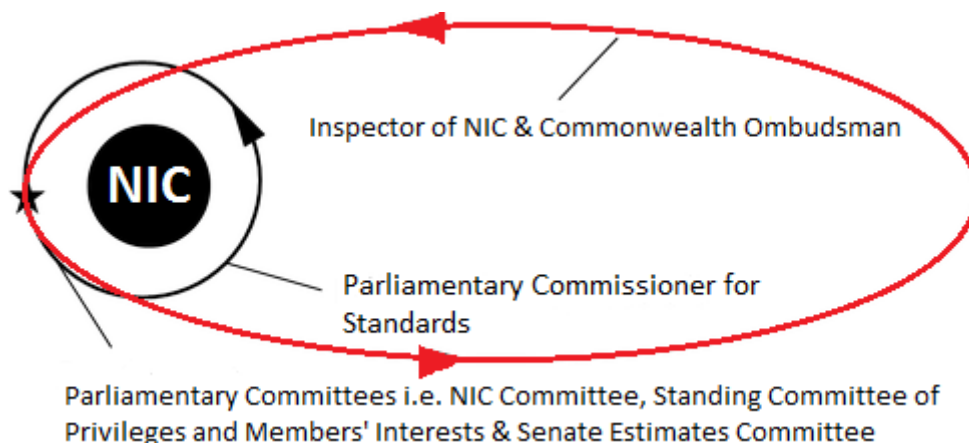 Inspector of NIC & Commonwealth Ombudsman
NIC
Parliamentary Commissioner for
Standards
Parliamentary Committees i.e. NIC Committee, Standing Committee of
Privileges and Members' Interests & Senate Estimates Committee